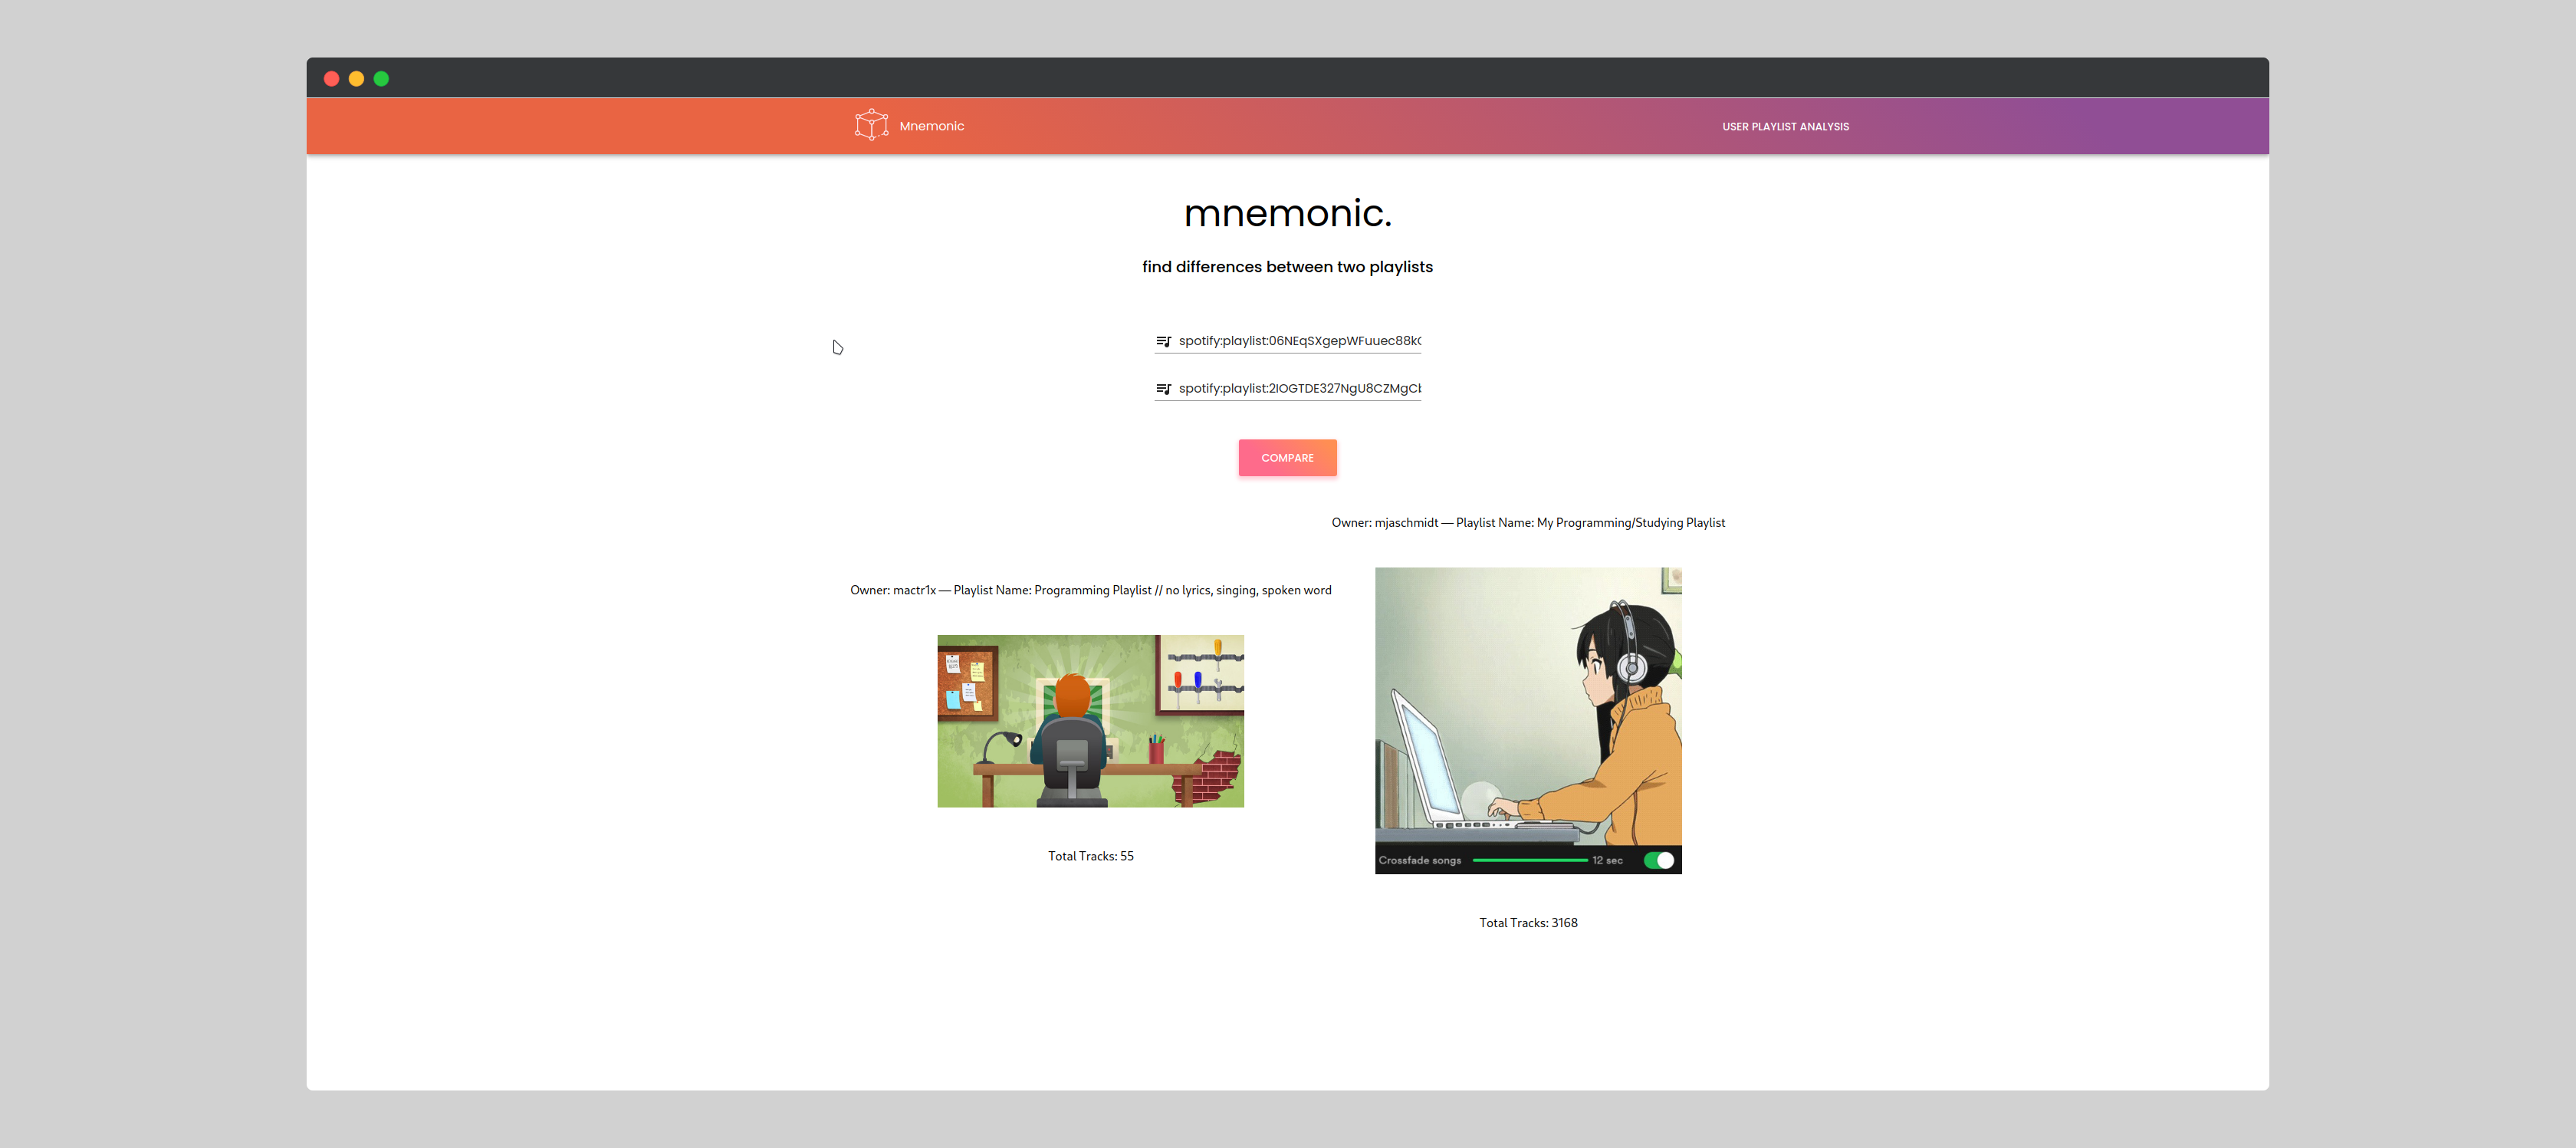 Mnemonic
USER PLAYLIST ANALYSIS
mnemonic.
find differences between two playlists
spotify:playlist:06NEqSXgepWFuuec88k
spotify:playlist:2IOGTDE327NgU8CZMgC
COMPARE
Owner: mjaschmidt — Playlist Name: My Programming/Studying Playlist
Owner: mactr1x — Playlist Name: Programming Playlist // no lyrics, singing, spoken word
Crossfade songs 12 sec
Total Tracks: 55
Total Tracks: 3168